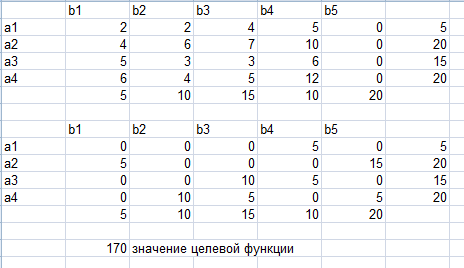 b1 b2 b3 b4 b5
a1 2 2 4 5 0 5
a2 4 6 7 10 0 20
a3 5 3 3 6 0 15
a4 6 4 5 12 0 20
5 10 15 10 20
b1 b2 b3 b4 b5
a1 0 0 0 5 0 5
a2 5 0 0 0 15 20
a3 0 0 10 5 0 15
a4 0 10 5 0 5 20
5 10 15 10 20
170 значение целевой функции